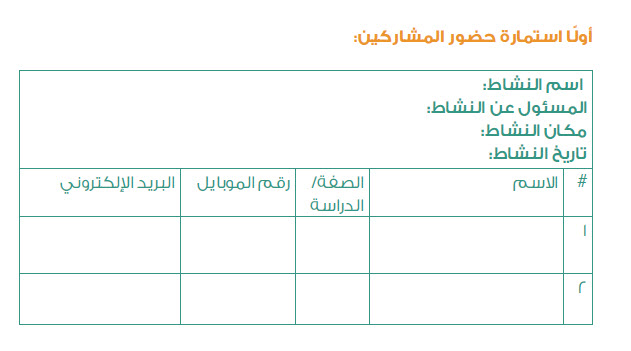 أولًا استمارة حضور المشاركين:
اسم النشاط:
المسئول عن النشاط:
مكان النشاط:
تاريخ النشاط:
# الاسم الصفة/ رقم الموبايل البريد الإلكتروني
الدراسة
١
٢